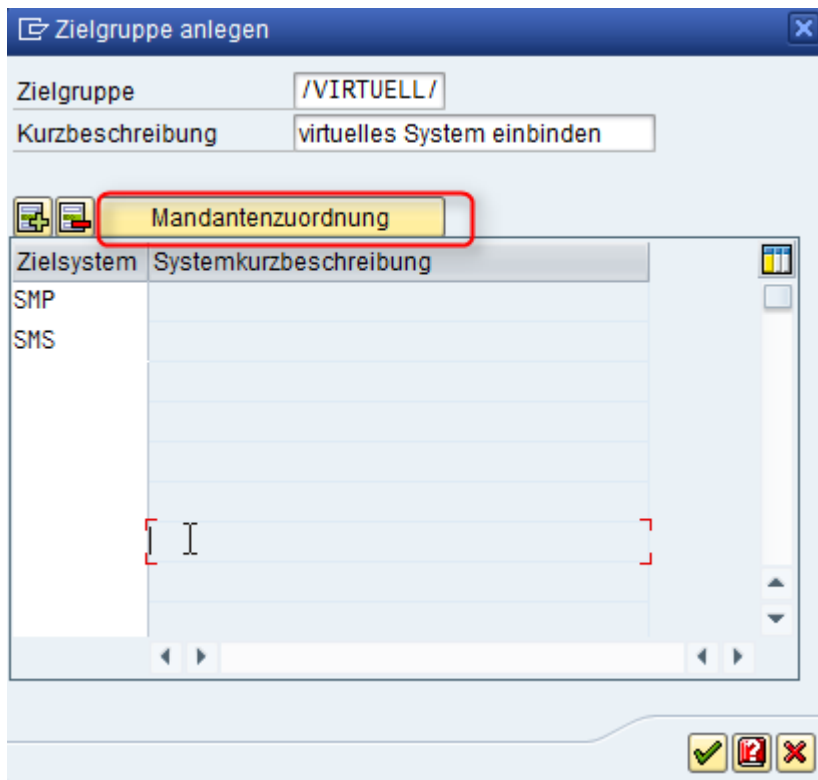 Zielgruppe anlegen
Zielgruppe /VIRTUELL/
Kurzbeschreibung virtuelles System einbinden
Mandantenzuordnung
Zielsystem Systemkurzbeschreibung
SMP
SMS